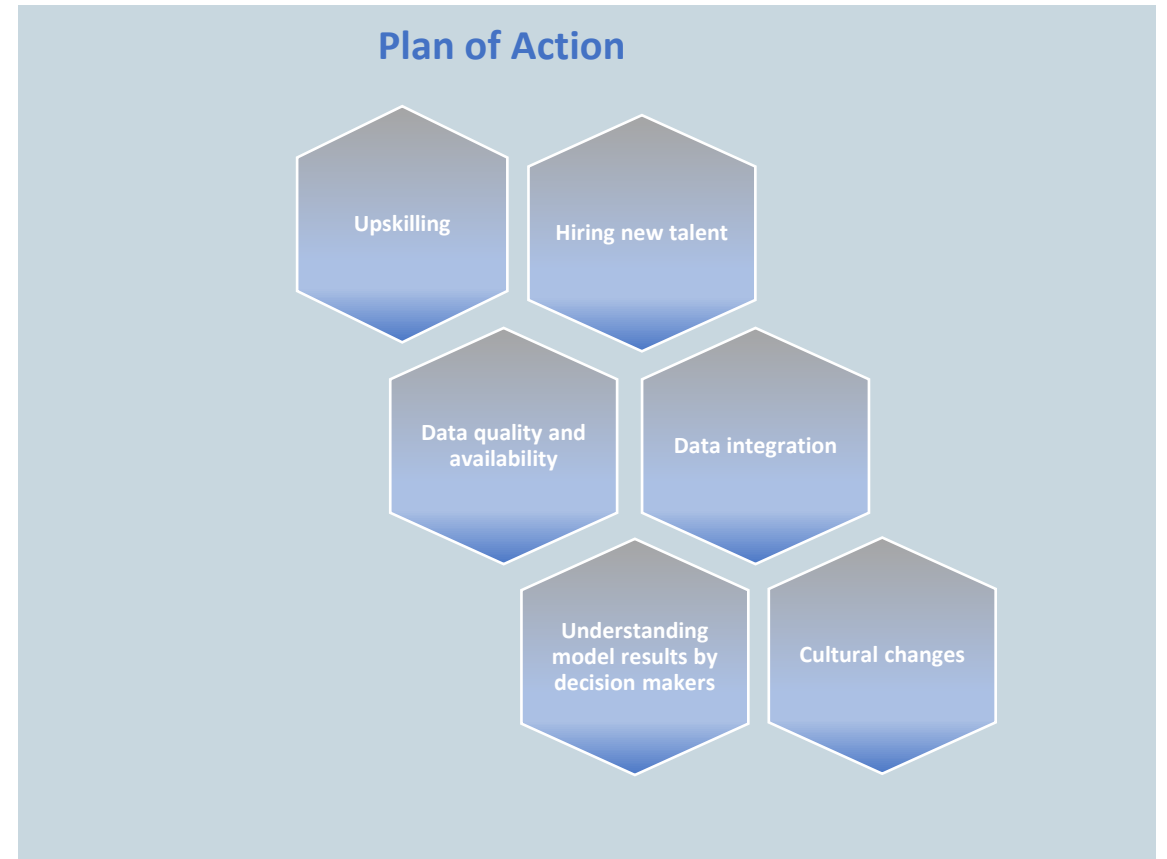 Plan of Action
Upskilling
Hiring new talent
Data quality and
availability
Data integration
Understanding
model results by
decision makers
Cultural changes